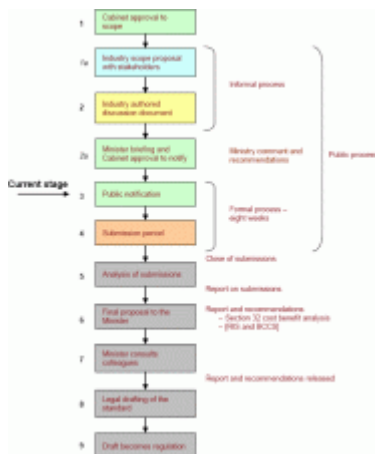 1
Cabinet approval to
scope
1a
Industry scope proposal
with stakeholders
Informal process
2
Industry authored
discussion document
2a
Minister briefing and
Cabinet approval to notify
Ministry comment and
recommendations
Public process
Current stage
3
Public notification
Formal process –
eight weeks
4
Submission parcel
Close of submissions
5
Analysis of submissions
Report on submissions
6
Final proposal to the
Minister
Report and recommendations
– Section 32 cost benefit analysis
– [RIS and BCCS]
7
Minister consults
colleagues
Report and recommendations released
8
Legal drafting of the
standard
9
Draft becomes regulation